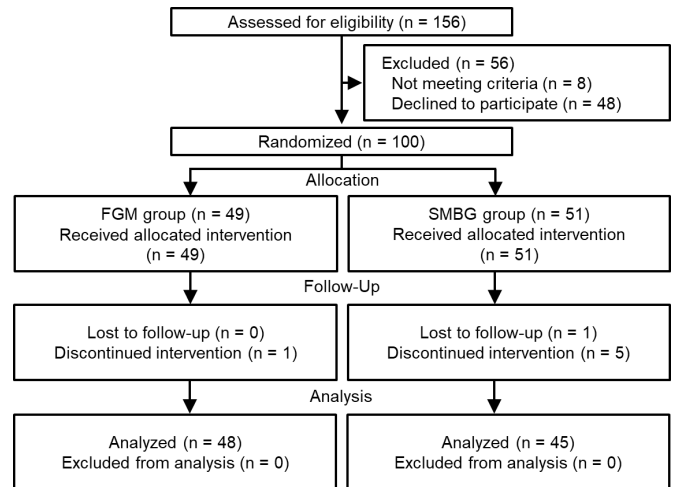 Assessed for eligibility (n = 156)
Excluded (n = 56)
Not meeting criteria (n = 8)
Declined to participate (n = 48)
Randomized (n = 100)
Allocation
FGM group (n = 49)
Received allocated intervention
(n = 49)
SMBG group (n = 51)
Received allocated intervention
(n = 51)
Follow-Up
Lost to follow-up (n = 0)
Discontinued intervention (n = 1)
Lost to follow-up (n = 1)
Discontinued intervention (n = 5)
Analysis
Analyzed (n = 48)
Excluded from analysis (n = 0)
Analyzed (n = 45)
Excluded from analysis (n = 0)